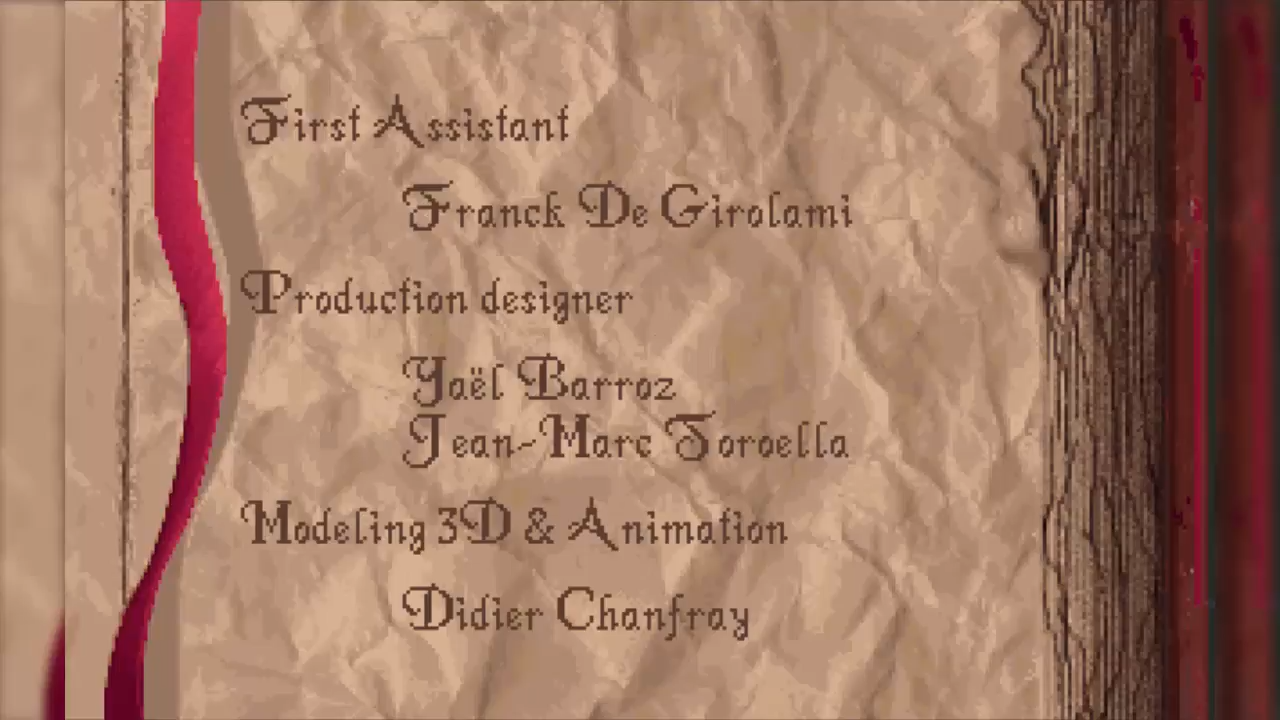 First Assistant
Franck De Girolami
Production designer
Yaël Barroz
Jean-Marc Toroella
Modeling 3D & Animation
Didier Chanfray